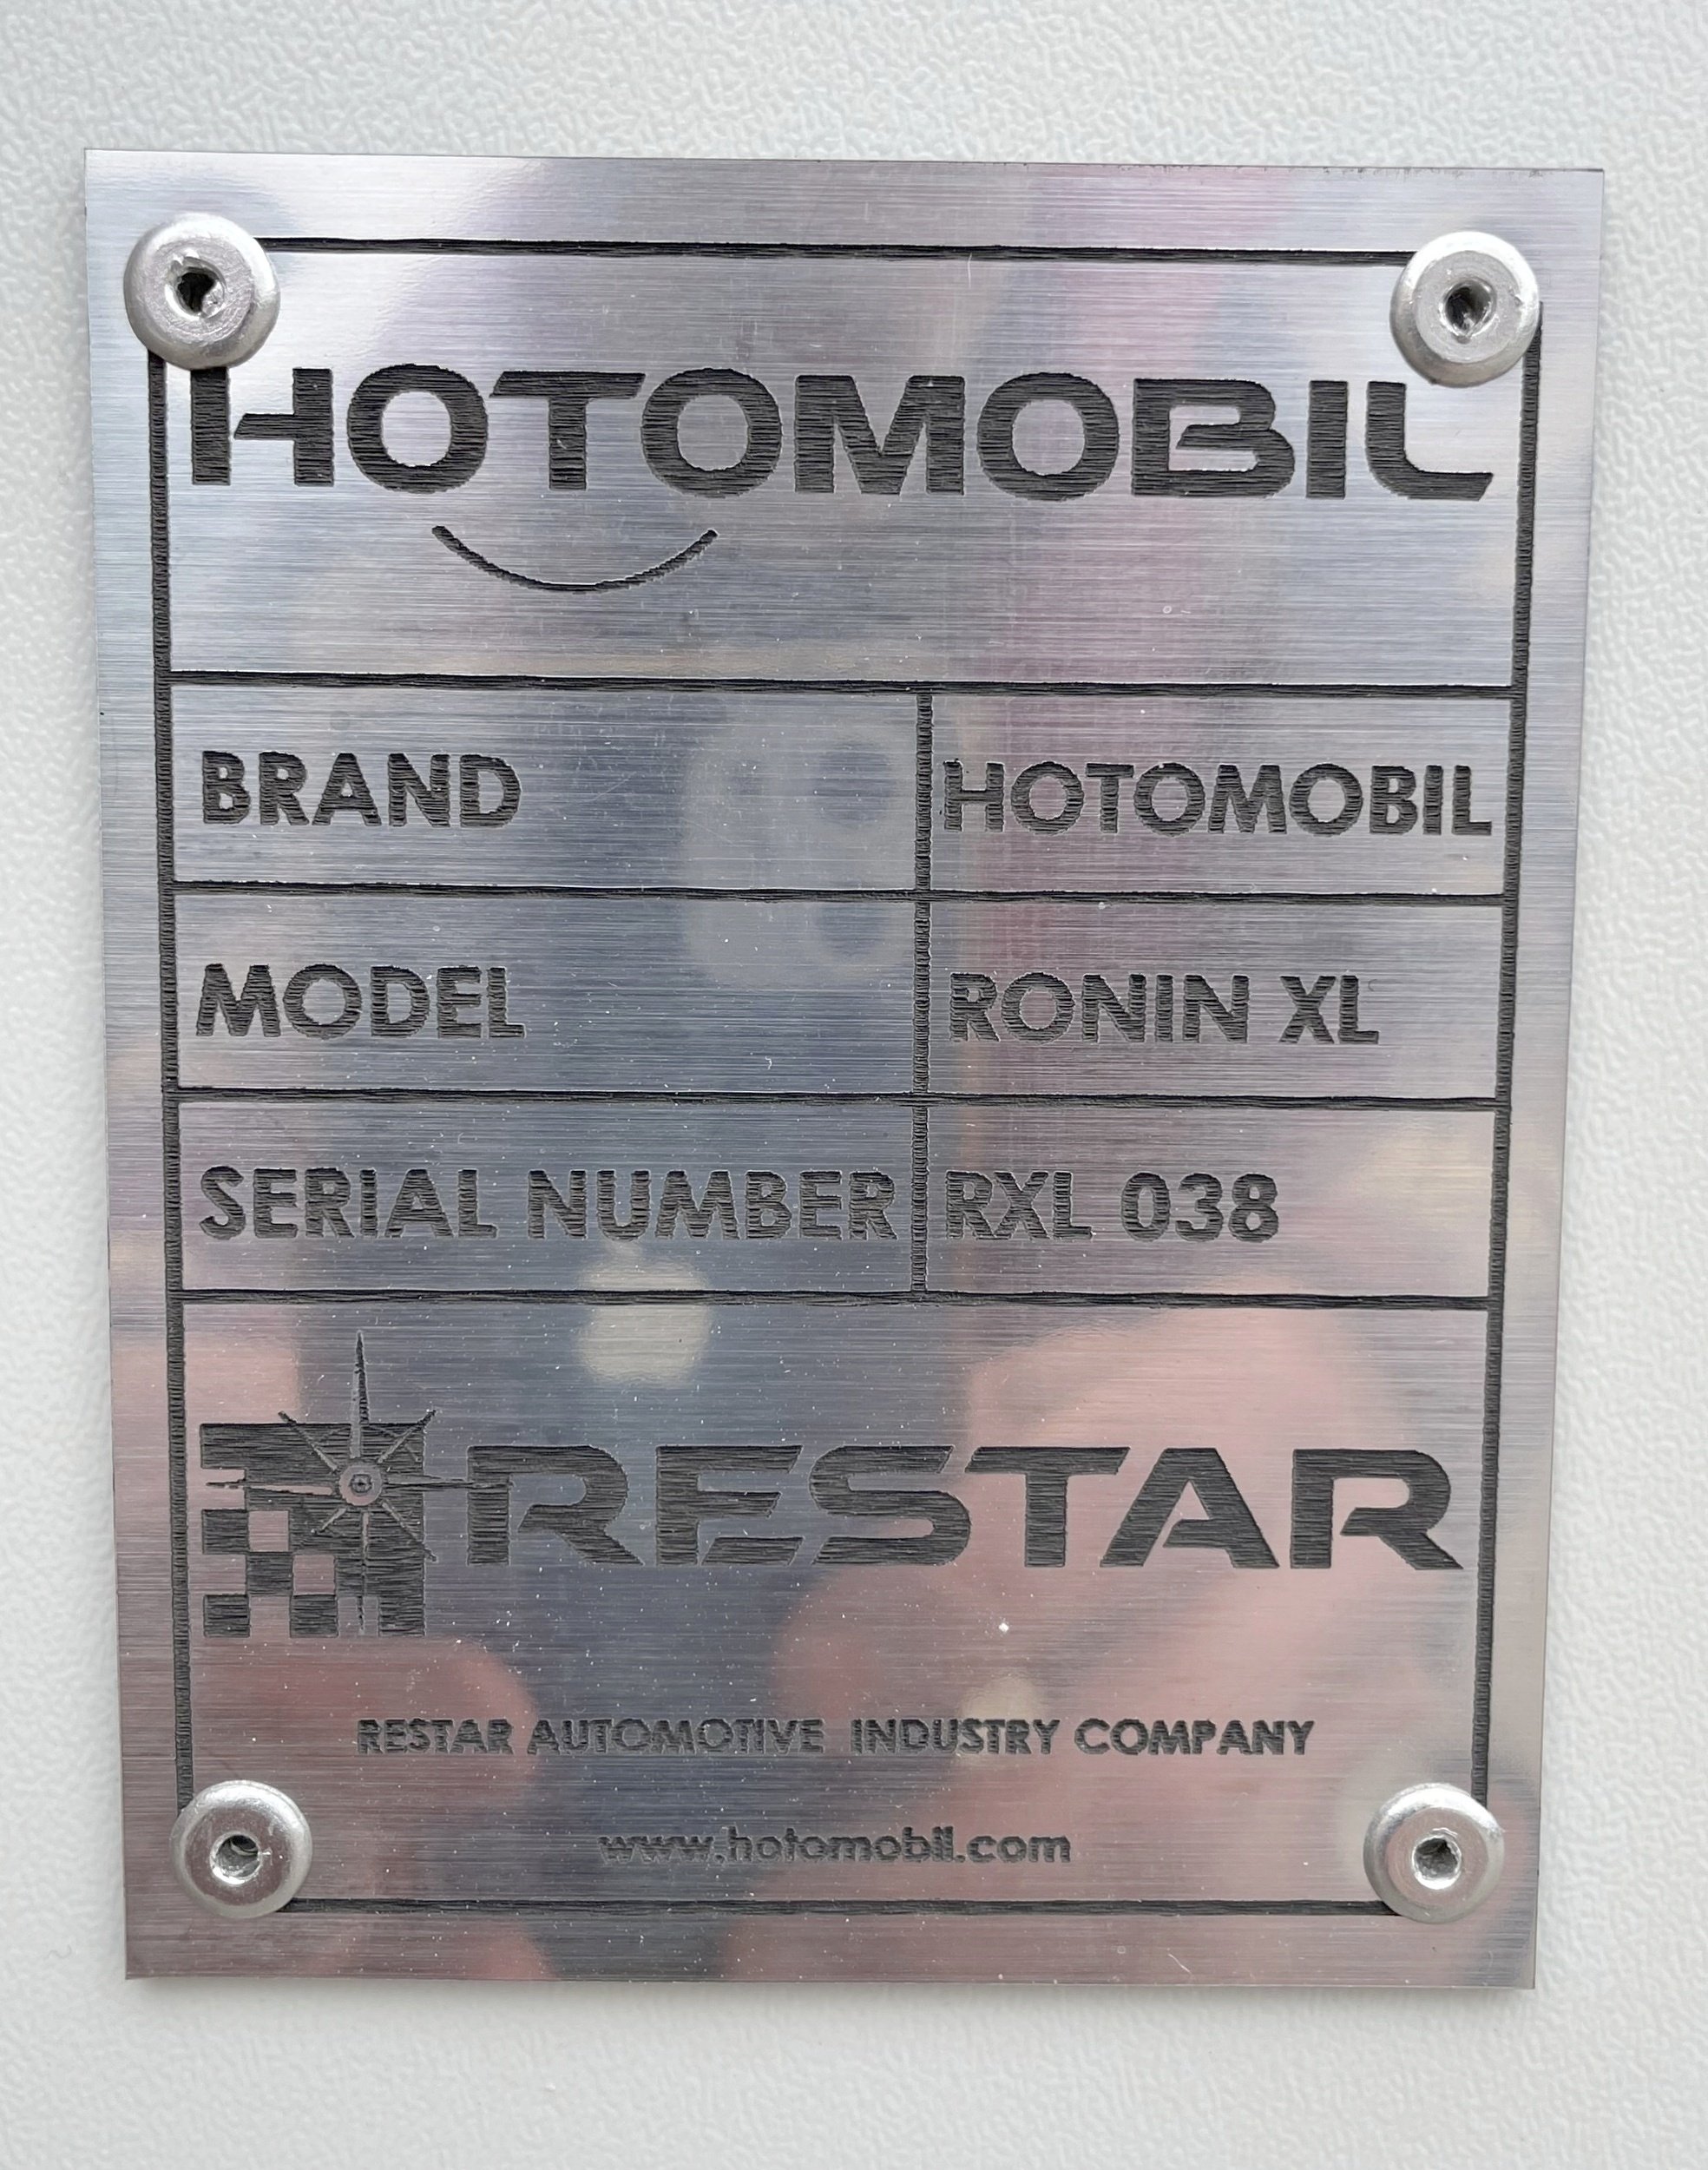 HOTOMOBIL
BRAND HOTOMOBIL
MODEL RONIN XL
SERIAL NUMBER RXL 038
RESTAR
RESTAR AUTOMOTIVE INDUSTRY COMPANY
www.hotomobil.com